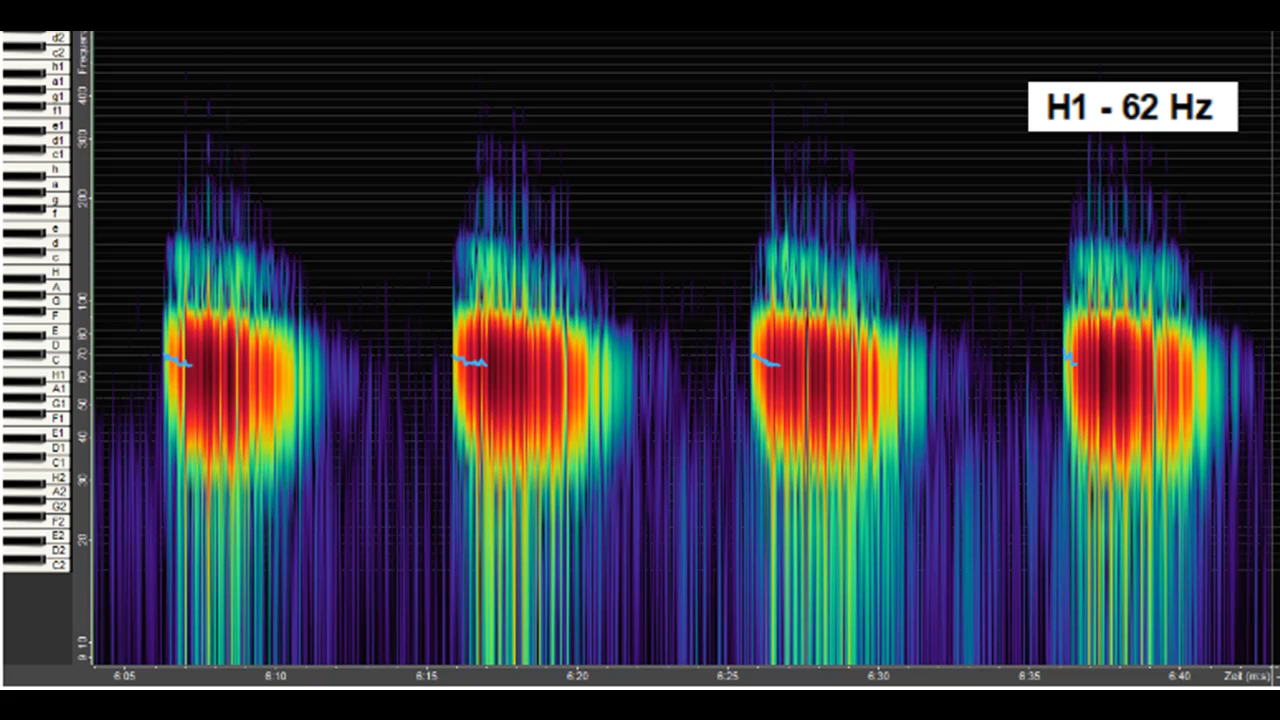 H1 - 62 Hz
d2
c2
h1
a1
g1
f1
e1
d1
c1
h
a
g
f
e
d
c
H
A
G
F
E
D
C
H1
A1
G1
F1
E1
D1
C1
H2
A2
G2
F2
E2
D2
C2
400
300
200
100
80
70
60
50
40
30
20
10
9
6:05
6:10
6:15
6:20
6:25
6:30
6:35
6:40
Zeit (m:s)